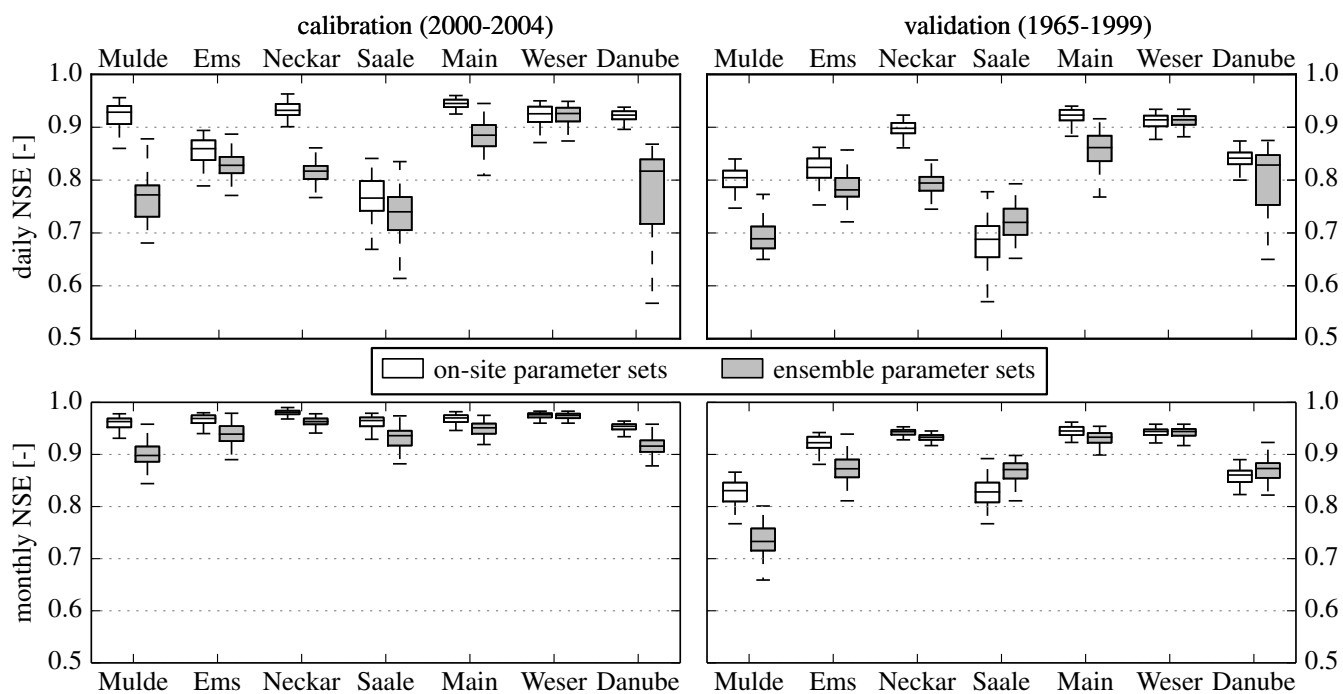 calibration (2000-2004)
validation (1965-1999)
Mulde Ems Neckar Saale Main Weser Danube
Mulde Ems Neckar Saale Main Weser Danube
daily NSE [-]
1.0
0.9
0.8
0.7
0.6
0.5
1.0
0.9
0.8
0.7
0.6
0.5
on-site parameter sets
ensemble parameter sets
monthly NSE [-]
1.0
0.9
0.8
0.7
0.6
0.5
1.0
0.9
0.8
0.7
0.6
0.5
Mulde Ems Neckar Saale Main Weser Danube
Mulde Ems Neckar Saale Main Weser Danube